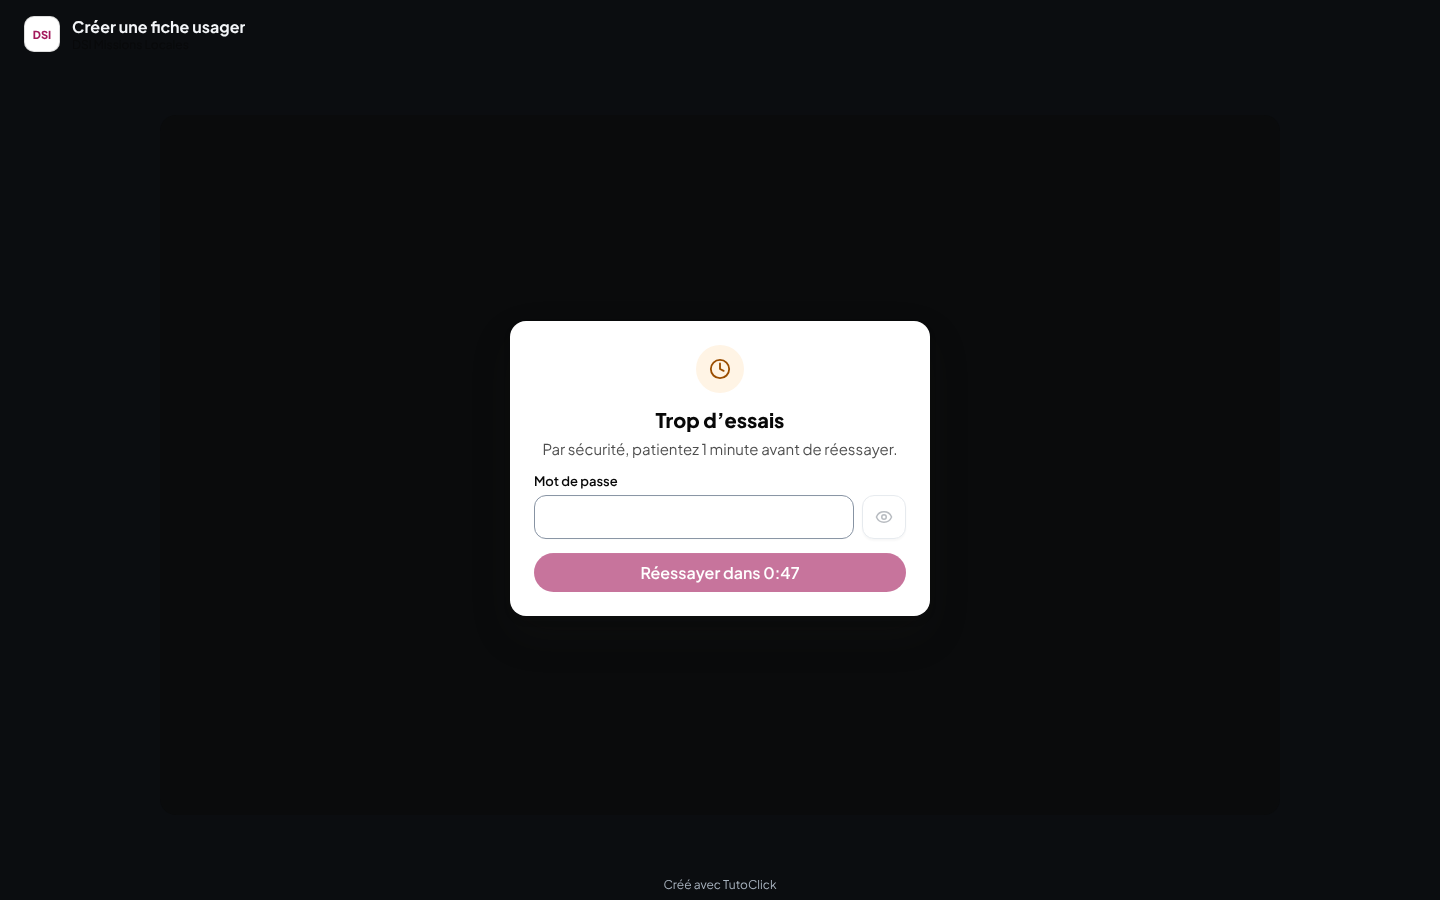 DSI
Créer une fiche usager
Trop d’essais
Par sécurité, patientez 1 minute avant de réessayer.
Mot de passe
Réessayer dans 0:47
Créé avec TutoClick